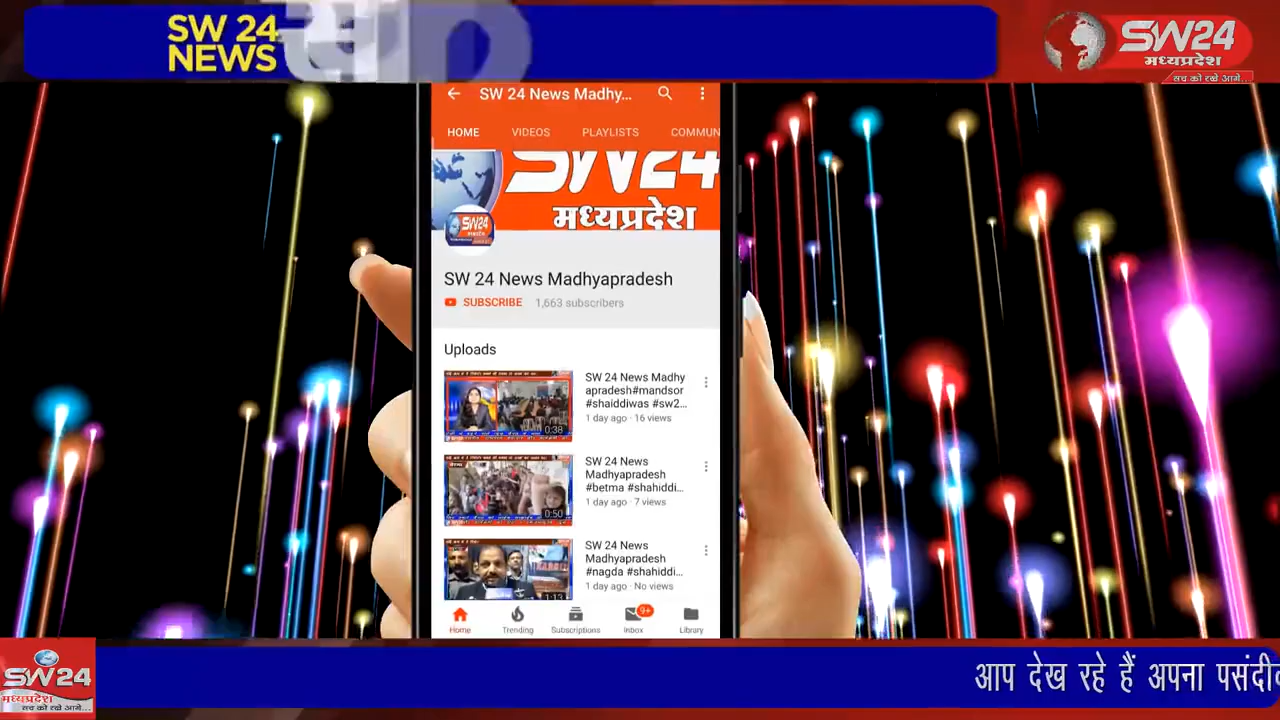 SW 24
NEWS
SW24
मध्यप्रदेश
सच को रखे आगे...
SW 24 News Madhy...
HOME VIDEOS PLAYLISTS COMMUN
SW24
मध्यप्रदेश
SW24
SW 24 News Madhyapradesh
SUBSCRIBE 1,663 subscribers
Uploads
SW 24 News Madhy
apradesh#mandsor
#shaiddiwas #sw2...
1 day ago · 16 views
0:38
SW 24 News
Madhyapradesh
#betma #shahiddi...
1 day ago · 7 views
0:50
SW 24 News
Madhyapradesh
#nagda #shahiddi...
1 day ago · No views
1:13
9+
Home Trending Subscriptions Inbox Library
SW24
मध्यप्रदेश
सच को रखे आगे...
आप देख रहे हैं अपना